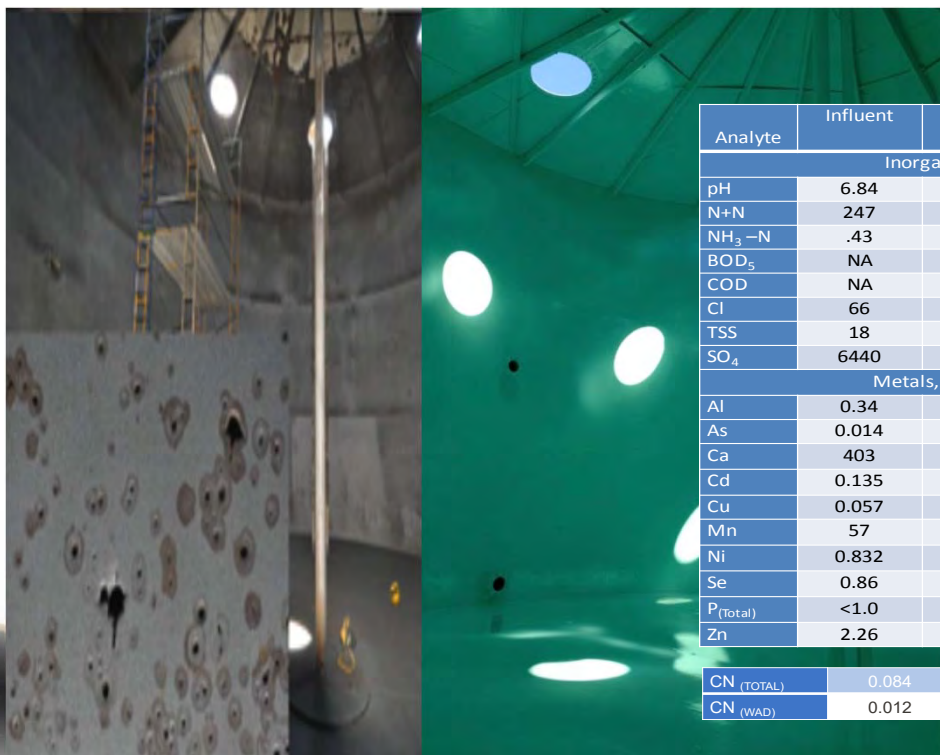 Analyte Influent
Inorga
pH 6.84
N+N 247
NH₃ –N .43
BOD₅ NA
COD NA
Cl 66
TSS 18
SO₄ 6440
Metals,
Al 0.34
As 0.014
Ca 403
Cd 0.135
Cu 0.057
Mn 57
Ni 0.832
Se 0.86
P(Total) <1.0
Zn 2.26
CN (TOTAL) 0.084
CN (WAD) 0.012